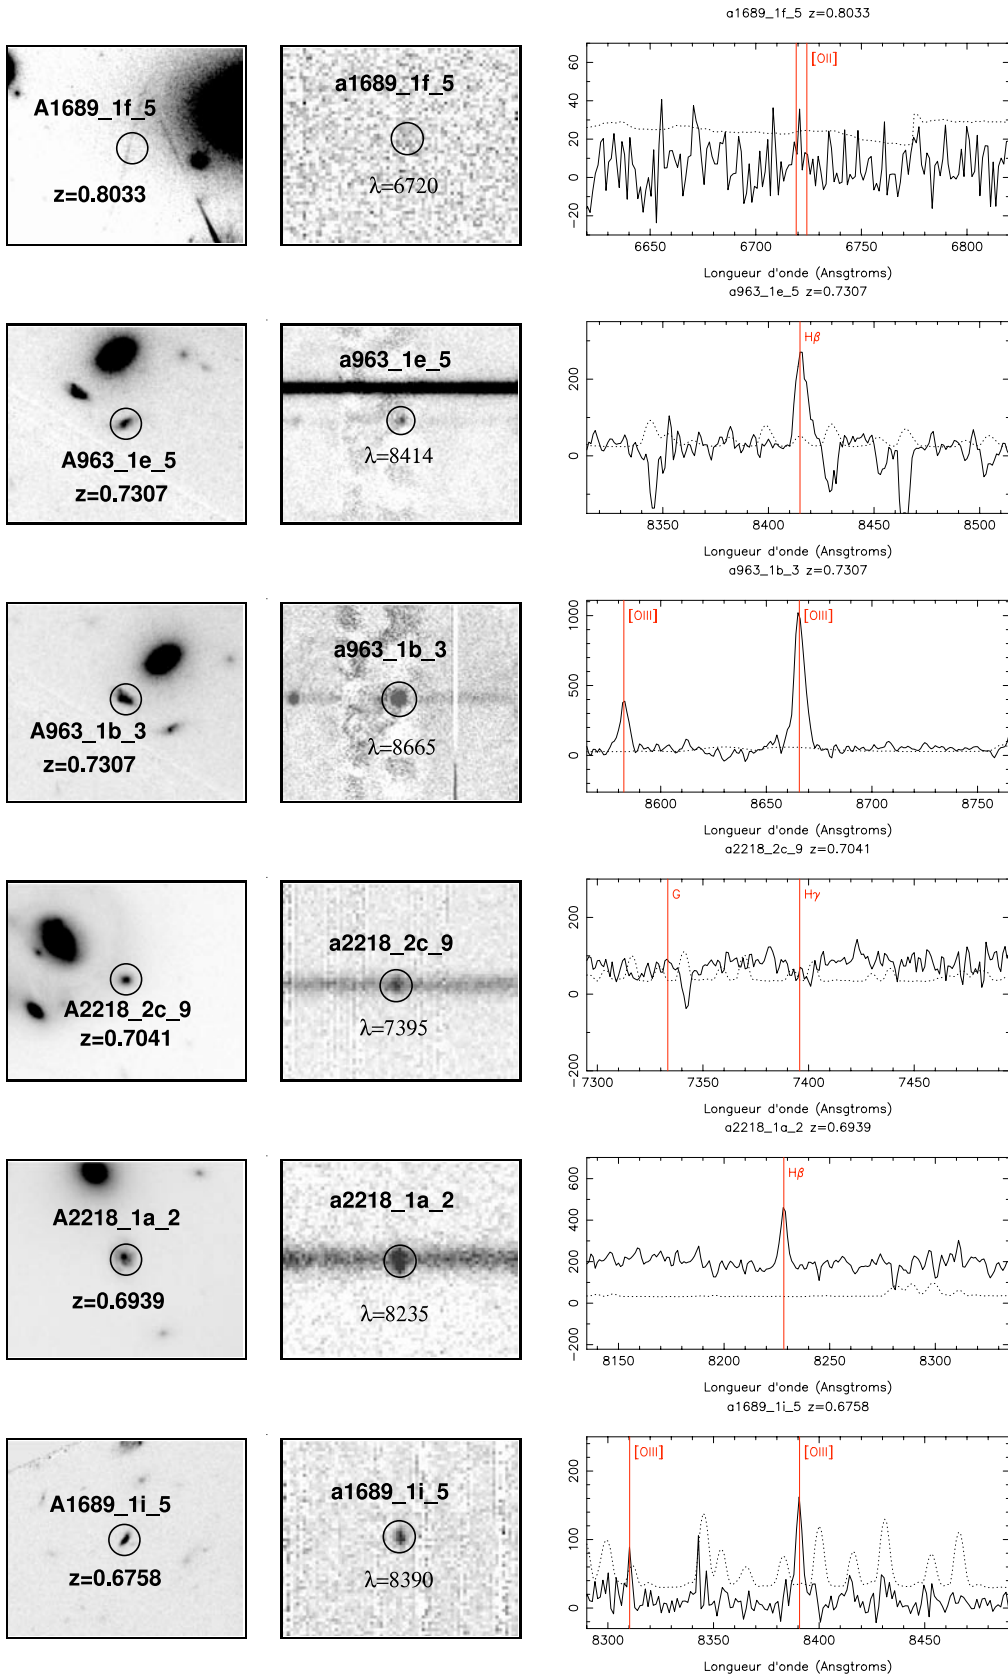 a1689_1f_5 z=0.8033
A1689_1f_5
z=0.8033
a1689_1f_5
λ=6720
[OII]
60
40
20
0
−20
6650 6700 6750 6800
Longueur d'onde (Ansgtroms)
a963_1e_5 z=0.7307
A963_1e_5
z=0.7307
a963_1e_5
λ=8414
Hβ
200
0
8350 8400 8450 8500
Longueur d'onde (Ansgtroms)
a963_1b_3 z=0.7307
A963_1b_3
z=0.7307
a963_1b_3
λ=8665
[OIII] [OIII]
1000
500
0
8600 8650 8700 8750
Longueur d'onde (Ansgtroms)
a2218_2c_9 z=0.7041
A2218_2c_9
z=0.7041
a2218_2c_9
λ=7395
G Hγ
200
0
−200
7300 7350 7400 7450
Longueur d'onde (Ansgtroms)
a2218_1a_2 z=0.6939
A2218_1a_2
z=0.6939
a2218_1a_2
λ=8235
Hβ
600
400
200
0
−200
8150 8200 8250 8300
Longueur d'onde (Ansgtroms)
a1689_1i_5 z=0.6758
A1689_1i_5
z=0.6758
a1689_1i_5
λ=8390
[OIII] [OIII]
200
100
0
8300 8350 8400 8450
Longueur d'onde (Ansgtroms)